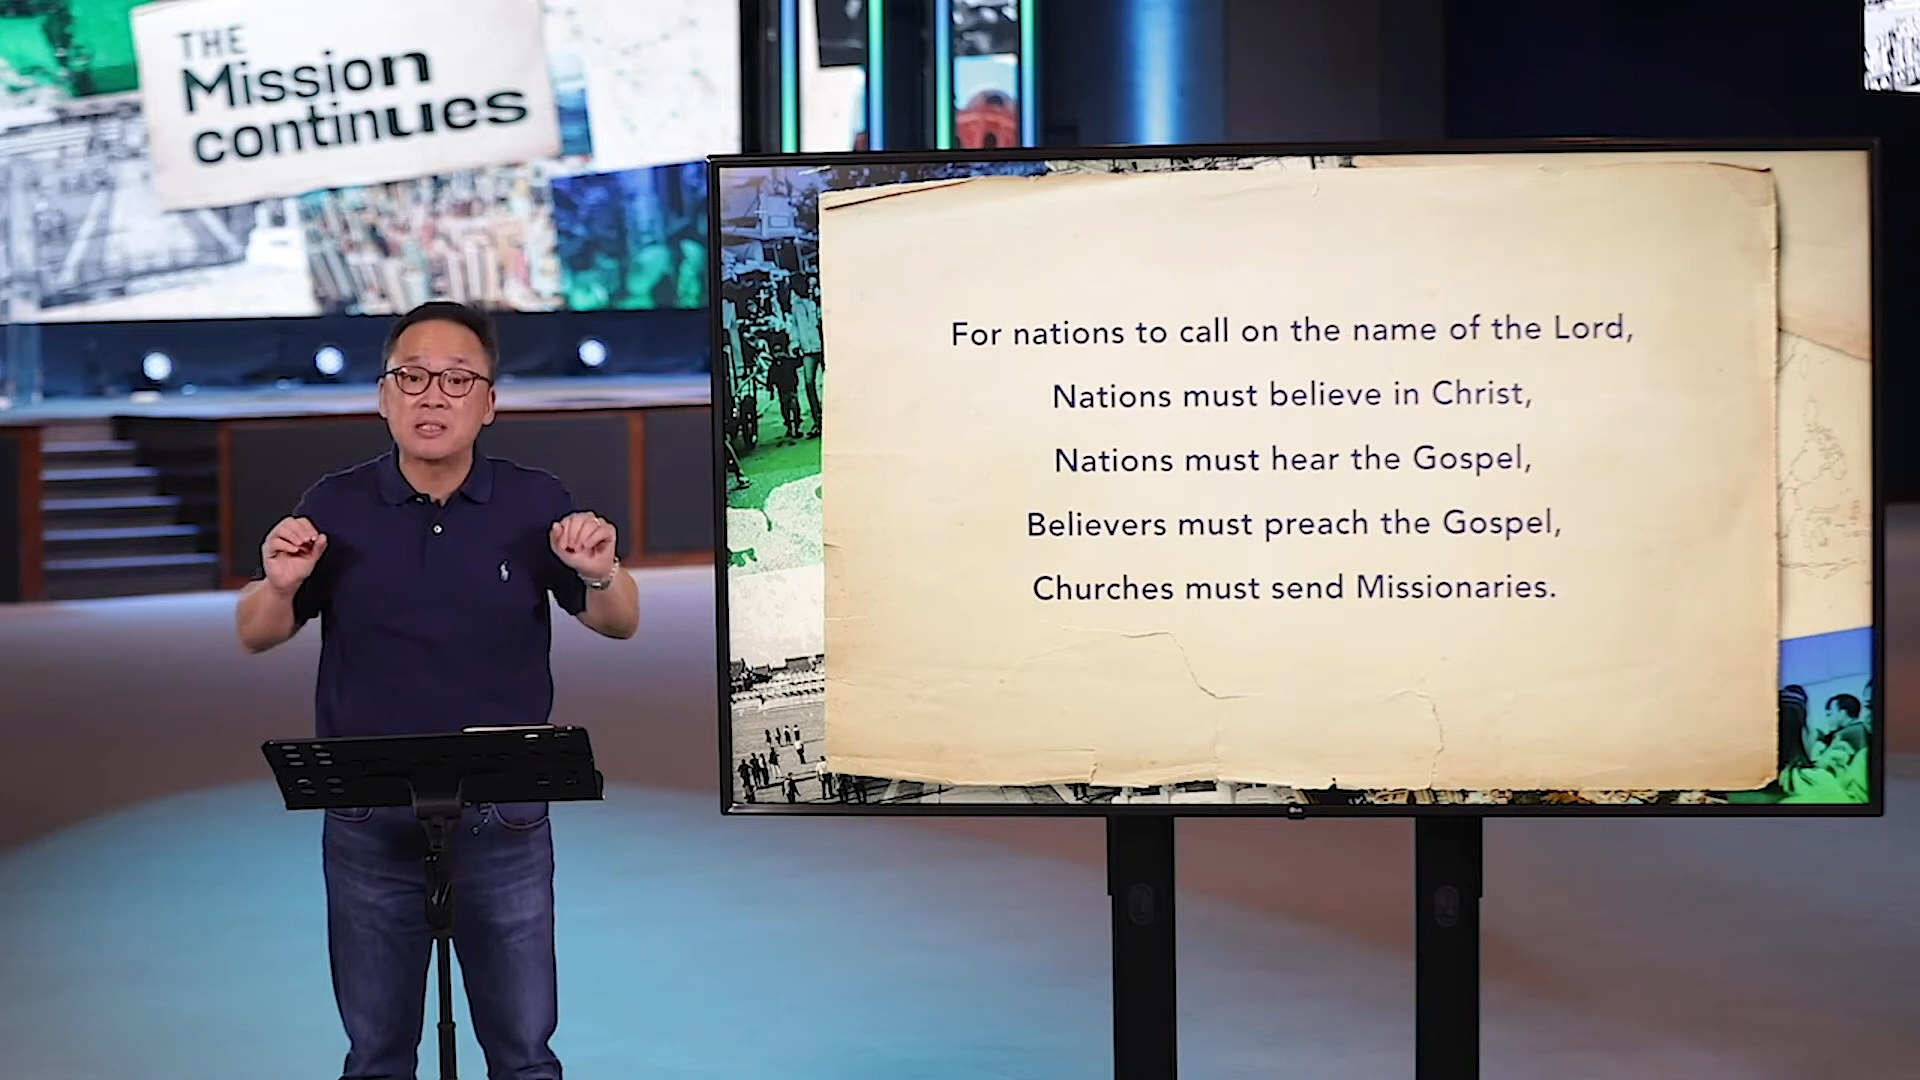 THE
Mission
continues
For nations to call on the name of the Lord,
Nations must believe in Christ,
Nations must hear the Gospel,
Believers must preach the Gospel,
Churches must send Missionaries.